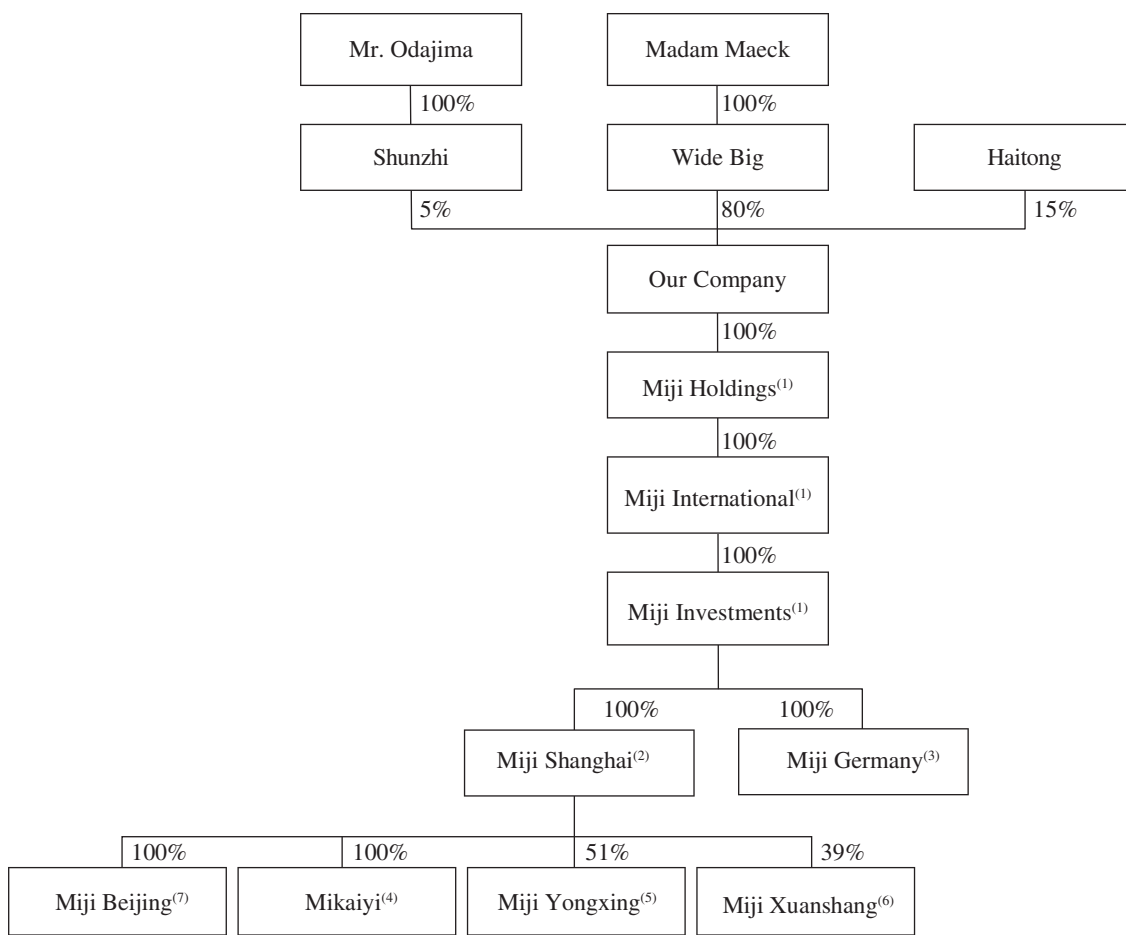 Mr. Odajima
Madam Maeck
100%
100%
Shunzhi
Wide Big
Haitong
5%
80%
15%
Our Company
100%
Miji Holdings(1)
100%
Miji International(1)
100%
Miji Investments(1)
100%
100%
Miji Shanghai(2)
Miji Germany(3)
100%
100%
51%
39%
Miji Beijing(7)
Mikaiyi(4)
Miji Yongxing(5)
Miji Xuanshang(6)